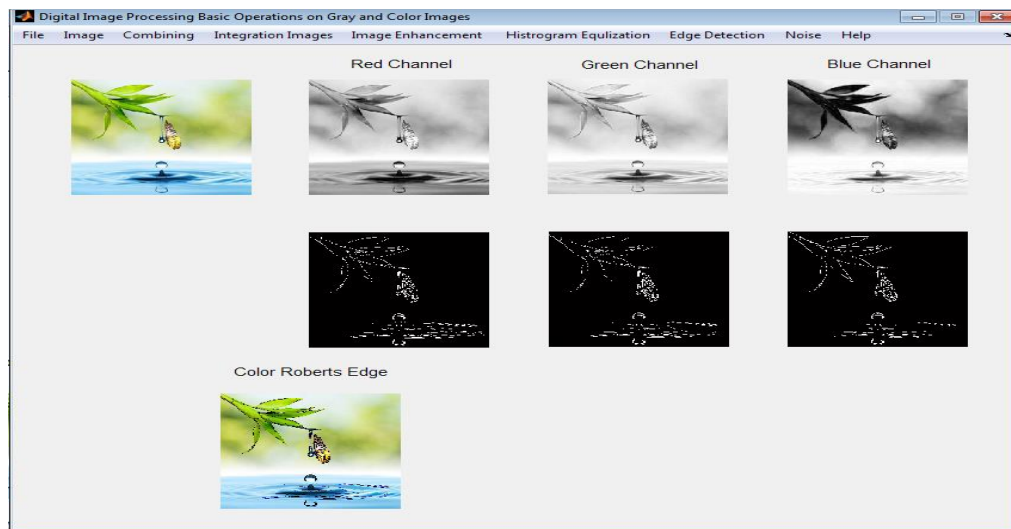 Digital Image Processing Basic Operations on Gray and Color Images
File Image Combining Integration Images Image Enhancement Histrogram Equlization Edge Detection Noise Help
Red Channel Green Channel Blue Channel
Color Roberts Edge